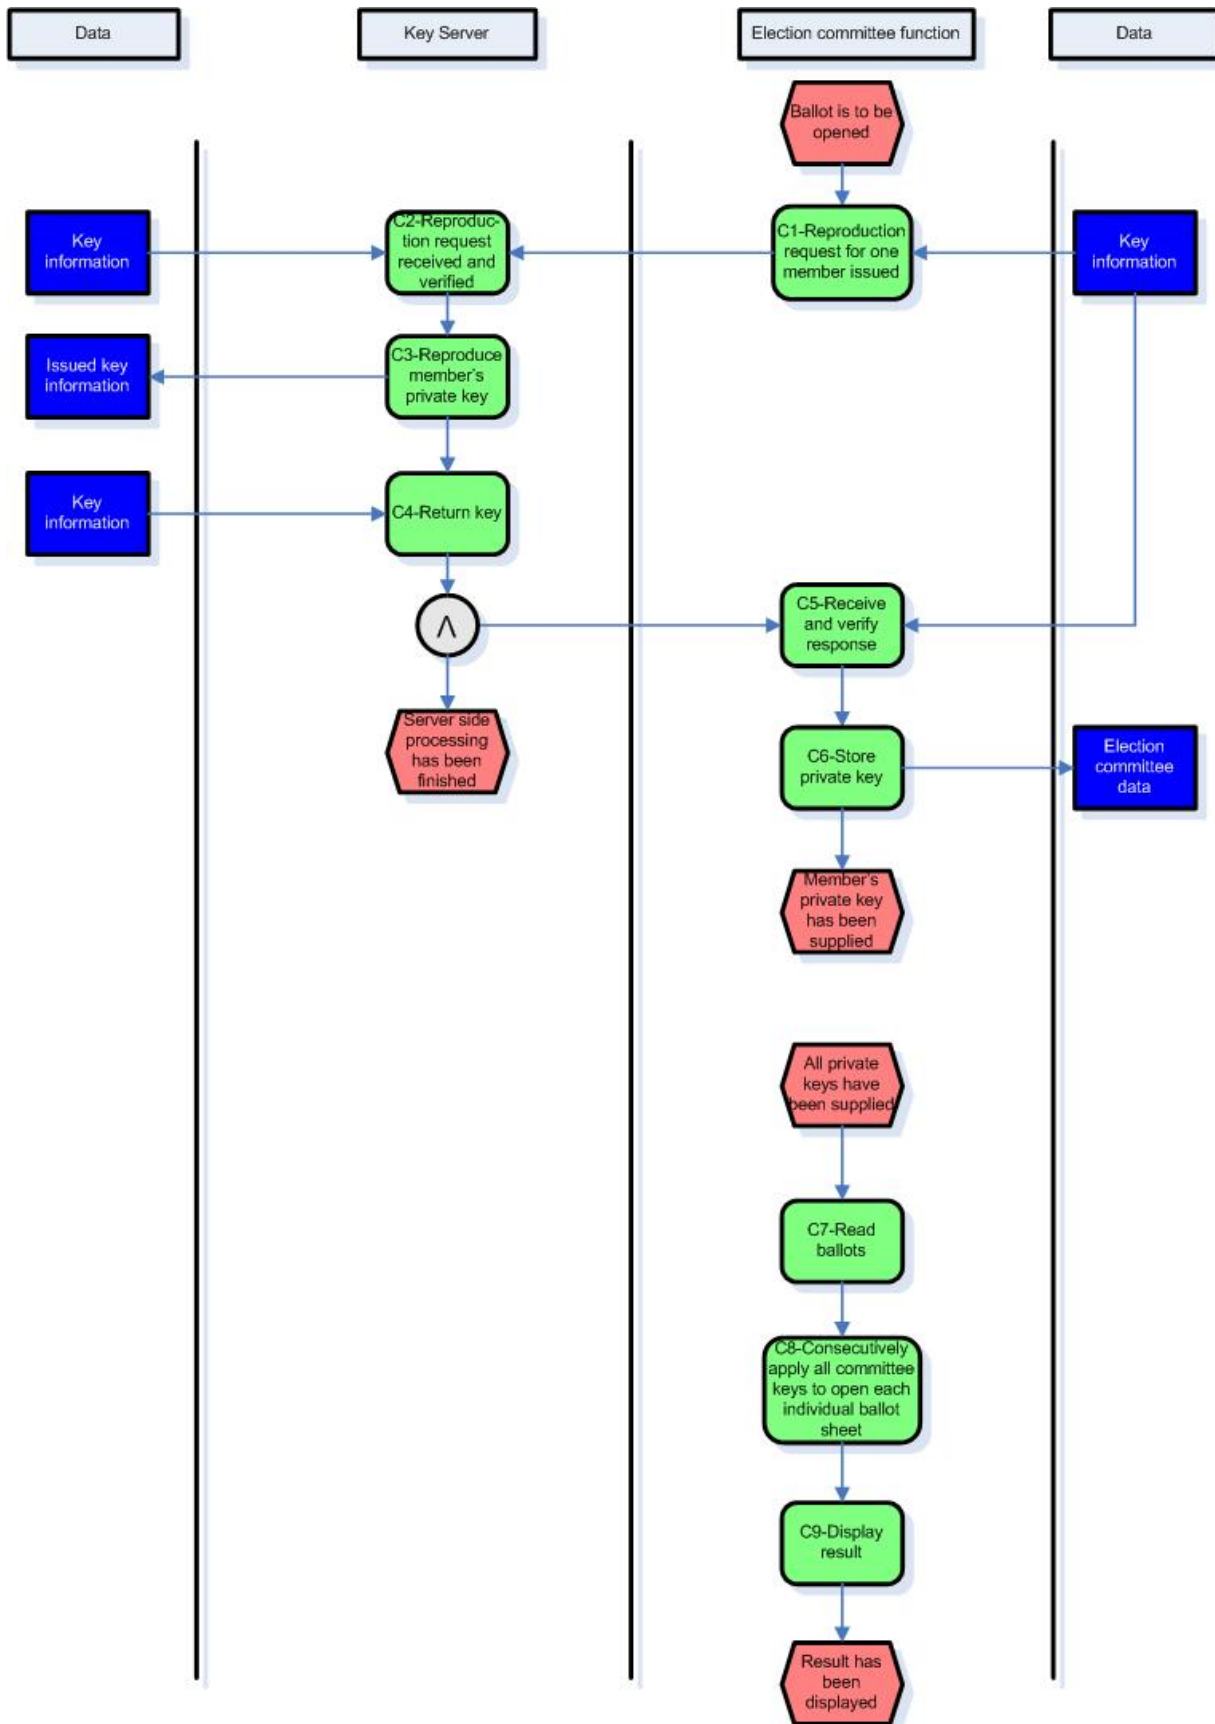 Data
Key Server
Election committee function
Data
Ballot is to be
opened
Key
information
C2-Reproduc-
tion request
received and
verified
C1-Reproduction
request for one
member issued
Key
information
Issued key
information
C3-Reproduce
member's
private key
Key
information
C4-Return key
Λ
C5-Receive
and verify
response
Server side
processing
has been
finished
C6-Store
private key
Election
committee
data
Member's
private key
has been
supplied
All private
keys have
been supplied
C7-Read
ballots
C8-Consecutively
apply all committee
keys to open each
individual ballot
sheet
C9-Display
result
Result has
been
displayed